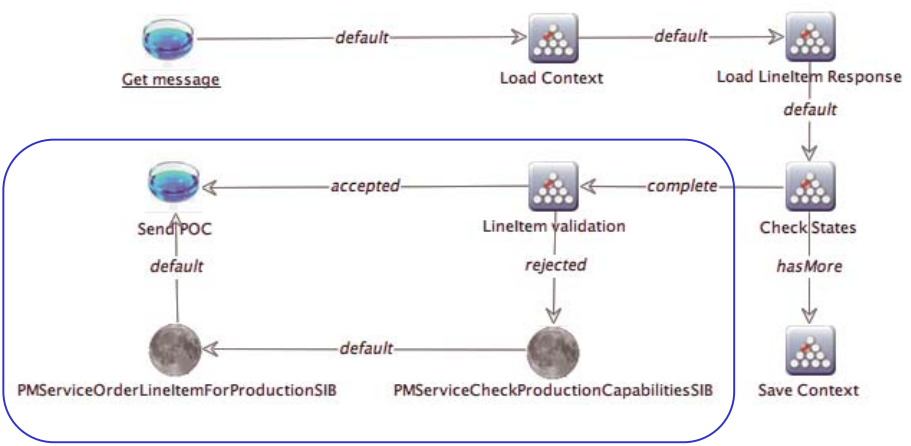 default
default
Get message
Load Context
Load LineItem Response
default
accepted
complete
Send POC
LineItem validation
Check States
default
rejected
hasMore
default
PMServiceOrderLineItemForProductionSIB
PMServiceCheckProductionCapabilitiesSIB
Save Context